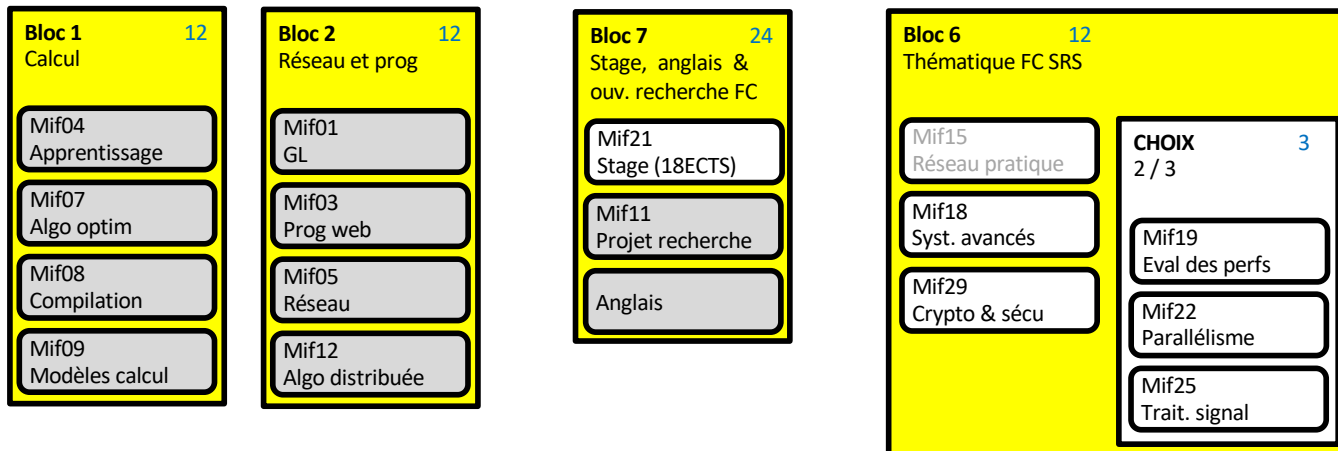 Bloc 1 12
Calcul
Mif04
Apprentissage
Mif07
Algo optim
Mif08
Compilation
Mif09
Modèles calcul
Bloc 2 12
Réseau et prog
Mif01
GL
Mif03
Prog web
Mif05
Réseau
Mif12
Algo distribuée
Bloc 7 24
Stage, anglais &
ouv. recherche FC
Mif21
Stage (18ECTS)
Mif11
Projet recherche
Anglais
Bloc 6 12
Thématique FC SRS
Mif15
Réseau pratique
Mif18
Syst. avancés
Mif29
Crypto & sécu
CHOIX 3
2 / 3
Mif19
Eval des perfs
Mif22
Parallélisme
Mif25
Trait. signal